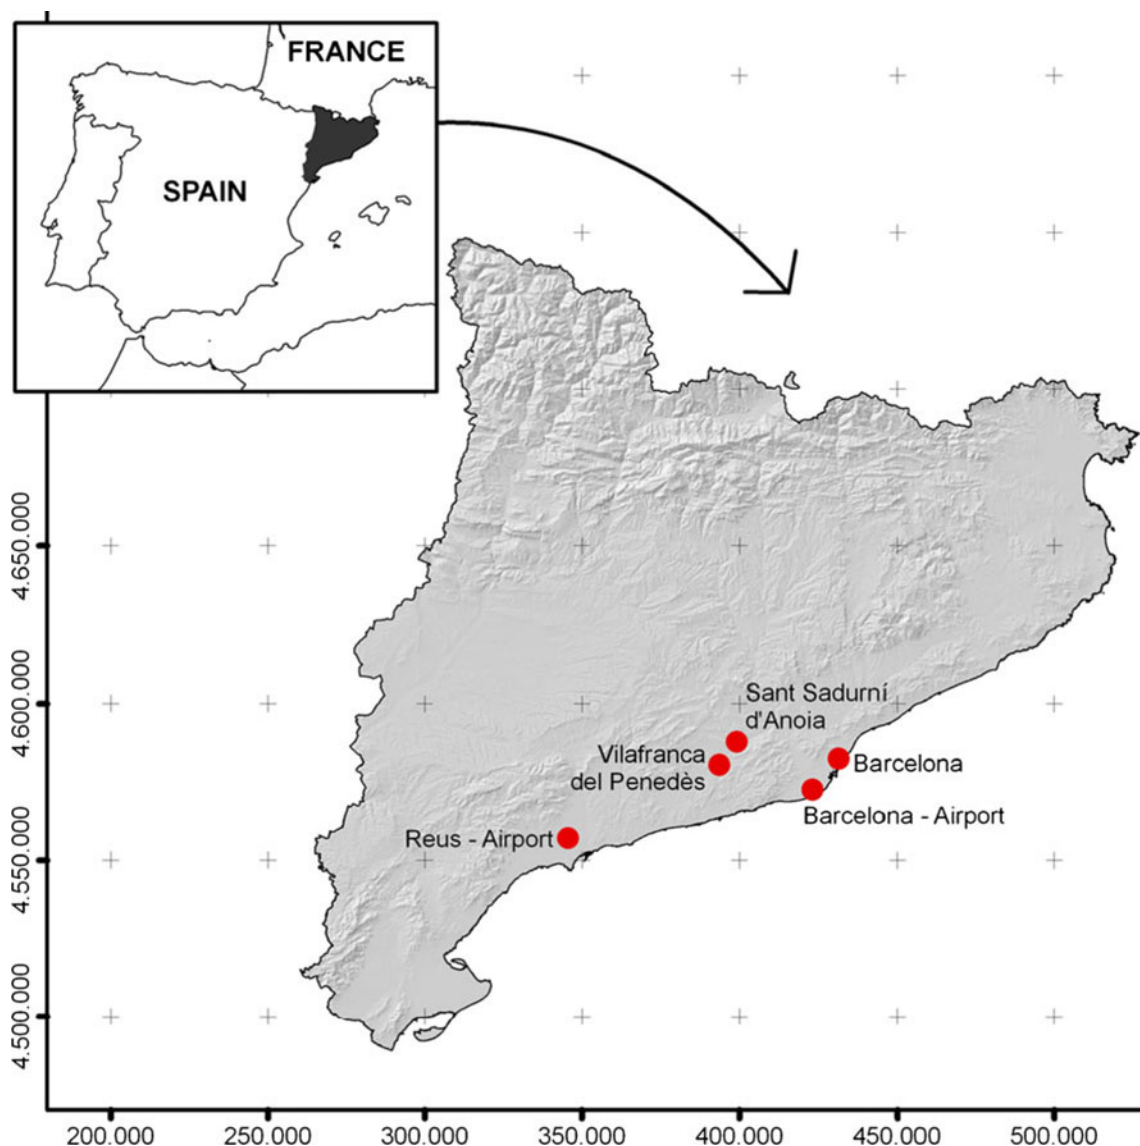 FRANCE
SPAIN
Sant Sadurní
d'Anoia
Vilafranca
del Penedès
Barcelona
Barcelona - Airport
Reus - Airport
4.650.000
4.600.000
4.550.000
4.500.000
200.000
250.000
300.000
350.000
400.000
450.000
500.000